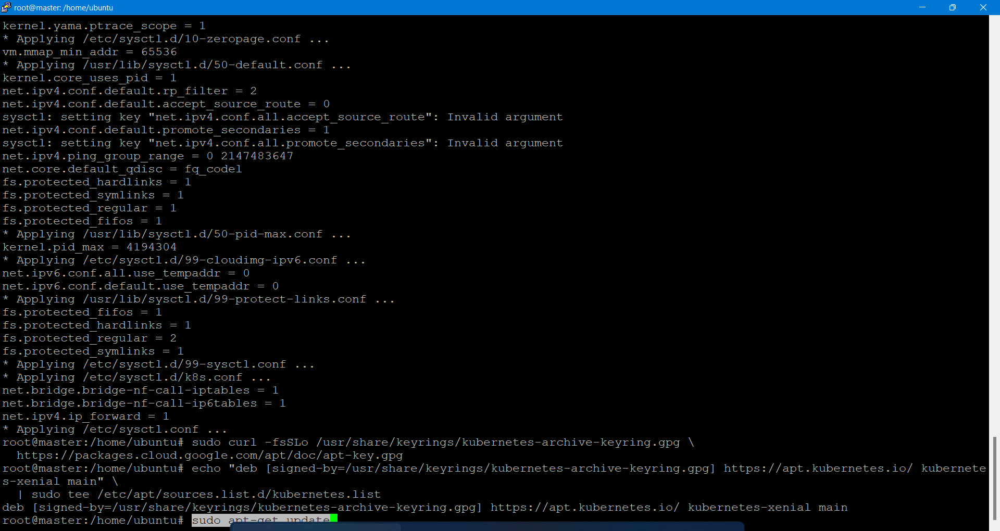 root@master: /home/ubuntu
kernel.yama.ptrace_scope = 1
* Applying /etc/sysctl.d/10-zeropage.conf ...
vm.mmap_min_addr = 65536
* Applying /usr/lib/sysctl.d/50-default.conf ...
kernel.core_uses_pid = 1
net.ipv4.conf.default.rp_filter = 2
net.ipv4.conf.default.accept_source_route = 0
sysctl: setting key "net.ipv4.conf.all.accept_source_route": Invalid argument
net.ipv4.conf.default.promote_secondaries = 1
sysctl: setting key "net.ipv4.conf.all.promote_secondaries": Invalid argument
net.ipv4.ping_group_range = 0 2147483647
net.core.default_qdisc = fq_codel
fs.protected_hardlinks = 1
fs.protected_symlinks = 1
fs.protected_regular = 1
fs.protected_fifos = 1
* Applying /usr/lib/sysctl.d/50-pid-max.conf ...
kernel.pid_max = 4194304
* Applying /etc/sysctl.d/99-cloudimg-ipv6.conf ...
net.ipv6.conf.all.use_tempaddr = 0
net.ipv6.conf.default.use_tempaddr = 0
* Applying /usr/lib/sysctl.d/99-protect-links.conf ...
fs.protected_fifos = 1
fs.protected_hardlinks = 1
fs.protected_regular = 2
fs.protected_symlinks = 1
* Applying /etc/sysctl.d/99-sysctl.conf ...
* Applying /etc/sysctl.d/k8s.conf ...
net.bridge.bridge-nf-call-iptables = 1
net.bridge.bridge-nf-call-ip6tables = 1
net.ipv4.ip_forward = 1
* Applying /etc/sysctl.conf ...
root@master:/home/ubuntu# sudo curl -fsSLo /usr/share/keyrings/kubernetes-archive-keyring.gpg \
  https://packages.cloud.google.com/apt/doc/apt-key.gpg
root@master:/home/ubuntu# echo "deb [signed-by=/usr/share/keyrings/kubernetes-archive-keyring.gpg] https://apt.kubernetes.io/ kubernete
s-xenial main" \
  | sudo tee /etc/apt/sources.list.d/kubernetes.list
deb [signed-by=/usr/share/keyrings/kubernetes-archive-keyring.gpg] https://apt.kubernetes.io/ kubernetes-xenial main
root@master:/home/ubuntu# sudo apt-get update